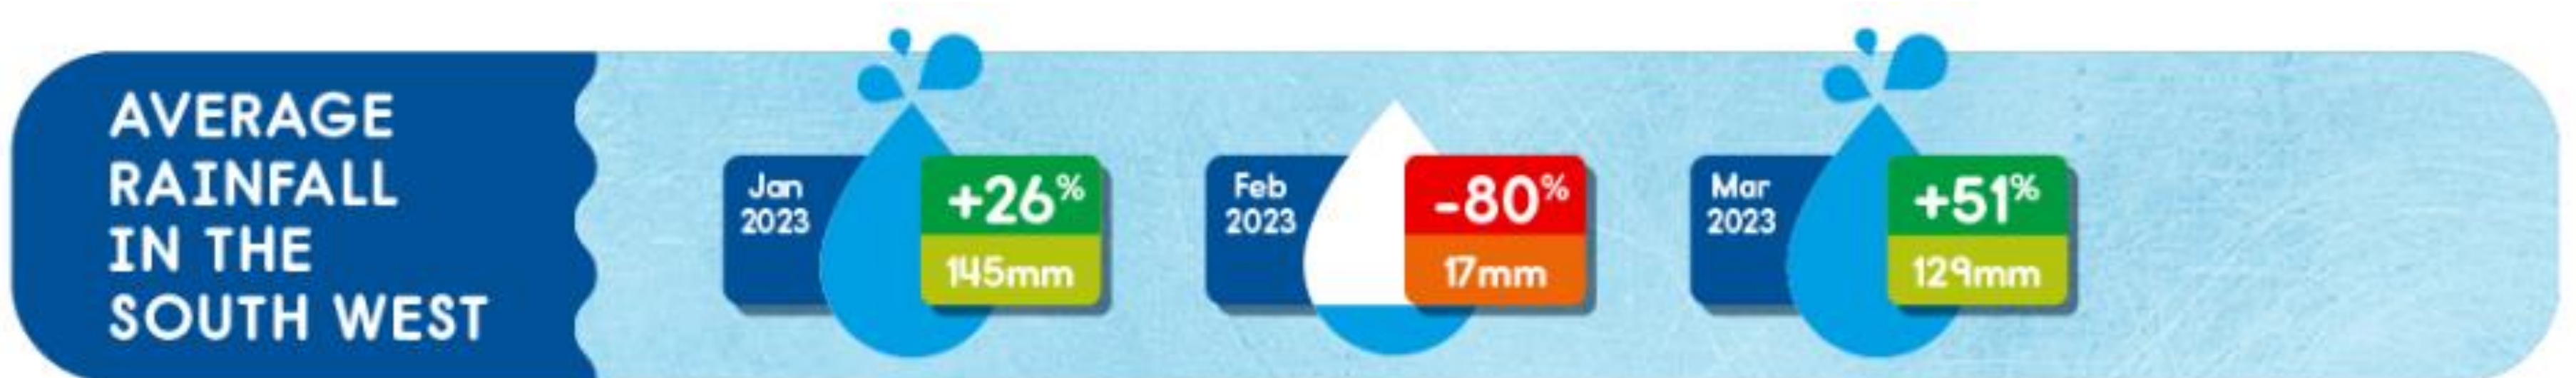 AVERAGE
RAINFALL
IN THE
SOUTH WEST
Jan
2023
+26%
145mm
Feb
2023
-80%
17mm
Mar
2023
+51%
129mm